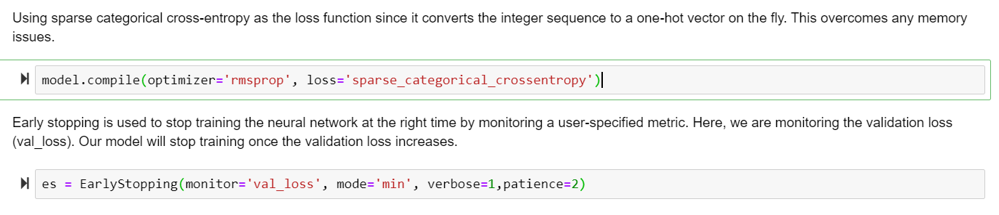 Using sparse categorical cross-entropy as the loss function since it converts the integer sequence to a one-hot vector on the fly. This overcomes any memory
issues.
model.compile(optimizer='rmsprop', loss='sparse_categorical_crossentropy')
Early stopping is used to stop training the neural network at the right time by monitoring a user-specified metric. Here, we are monitoring the validation loss
(val_loss). Our model will stop training once the validation loss increases.
es = EarlyStopping(monitor='val_loss', mode='min', verbose=1,patience=2)